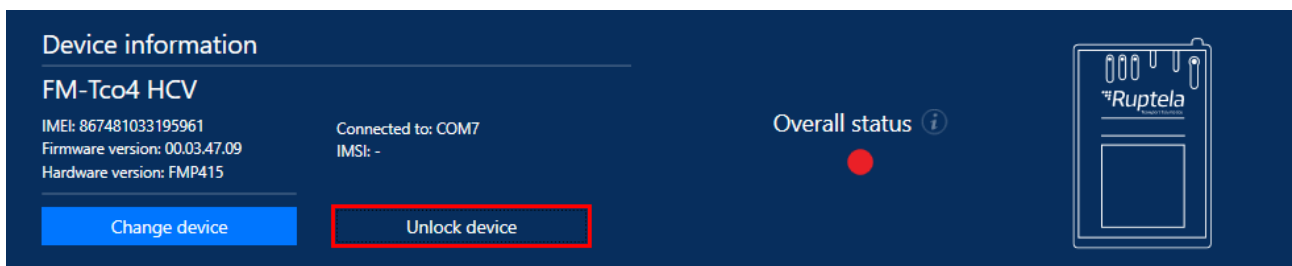 Device information
FM-Tco4 HCV
IMEI: 867481033195961
Firmware version: 00.03.47.09
Hardware version: FMP415
Connected to: COM7
IMSI: -
Change device
Unlock device
Overall status
Ruptela